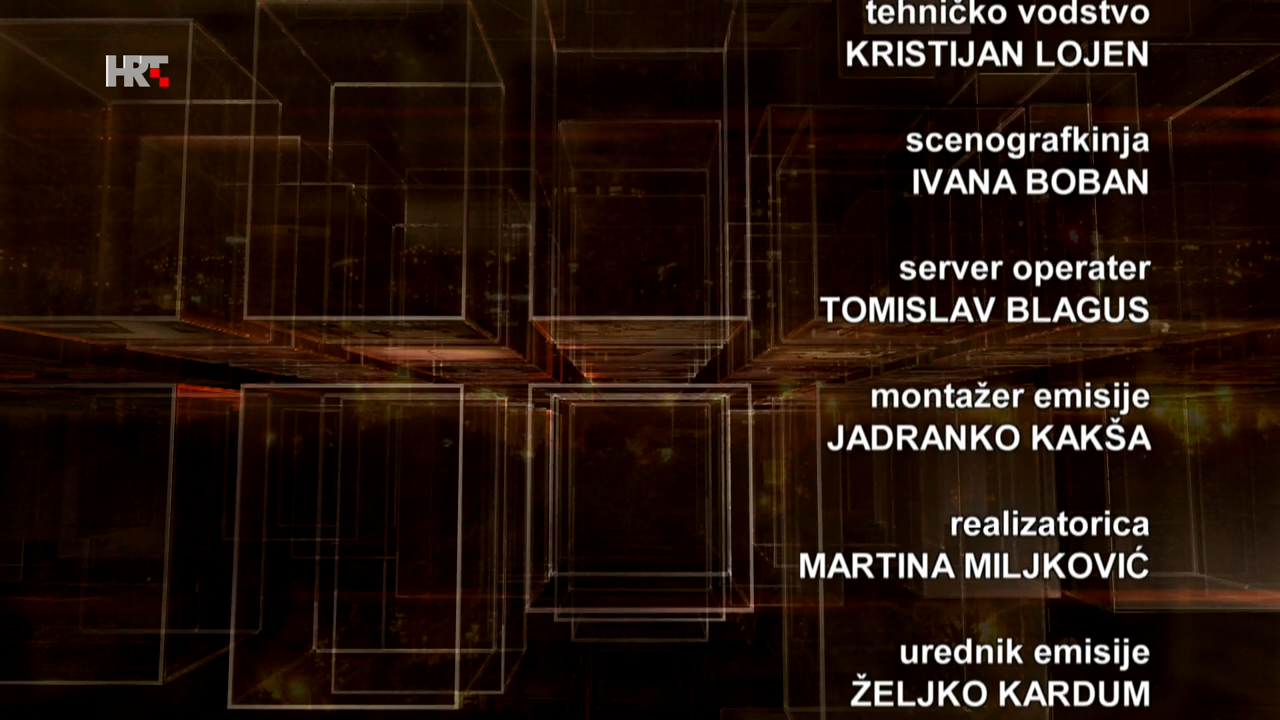 HRT
tehničko vodstvo
KRISTIJAN LOJEN
scenografkinja
IVANA BOBAN
server operater
TOMISLAV BLAGUS
montažer emisije
JADRANKO KAKŠA
realizatorica
MARTINA MILJKOVIĆ
urednik emisije
ŽELJKO KARDUM